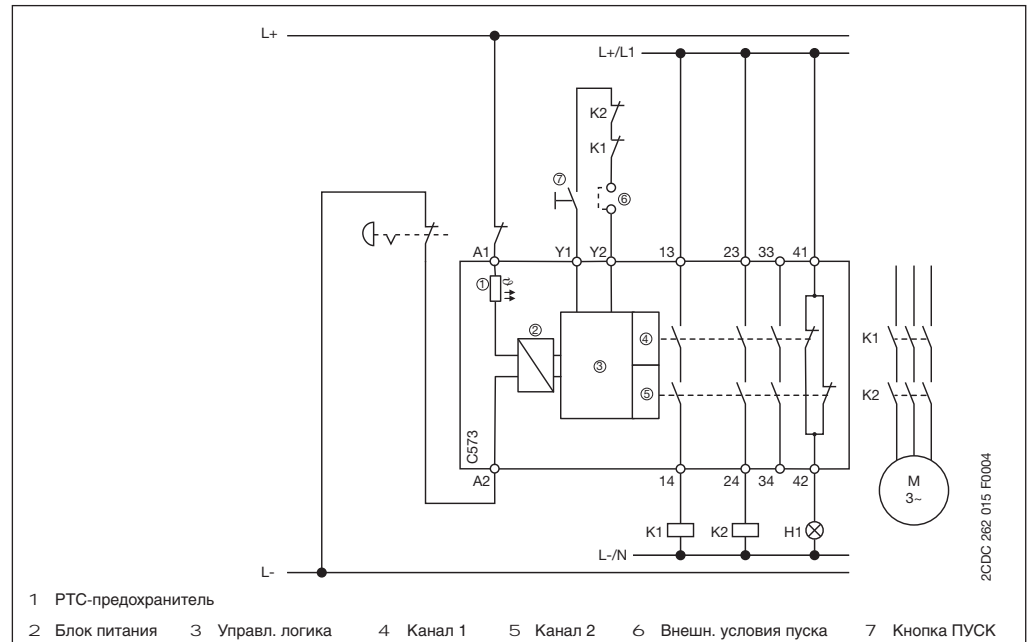 L+
L+/L1
K2
K1
⑦
⑥
A1 Y1 Y2 13 23 33 41
①
②
③
④
⑤
K1
K2
C573
A2 14 24 34 42
M
3~
K1 K2 H1
L-/N
L-
2CDC 262 015 F0004
1 PTC-предохранитель
2 Блок питания 3 Управл. логика 4 Канал 1 5 Канал 2 6 Внешн. условия пуска 7 Кнопка ПУСК